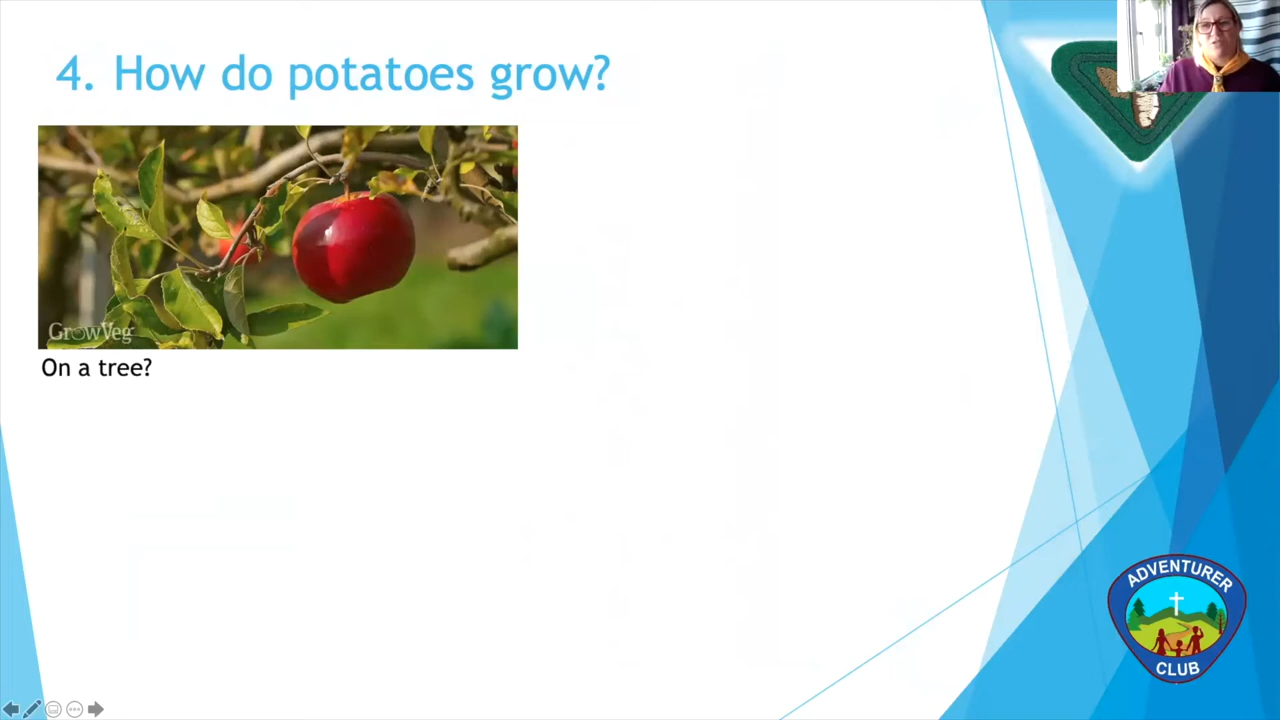 4. How do potatoes grow?
GrowVeg
On a tree?
ADVENTURER
CLUB